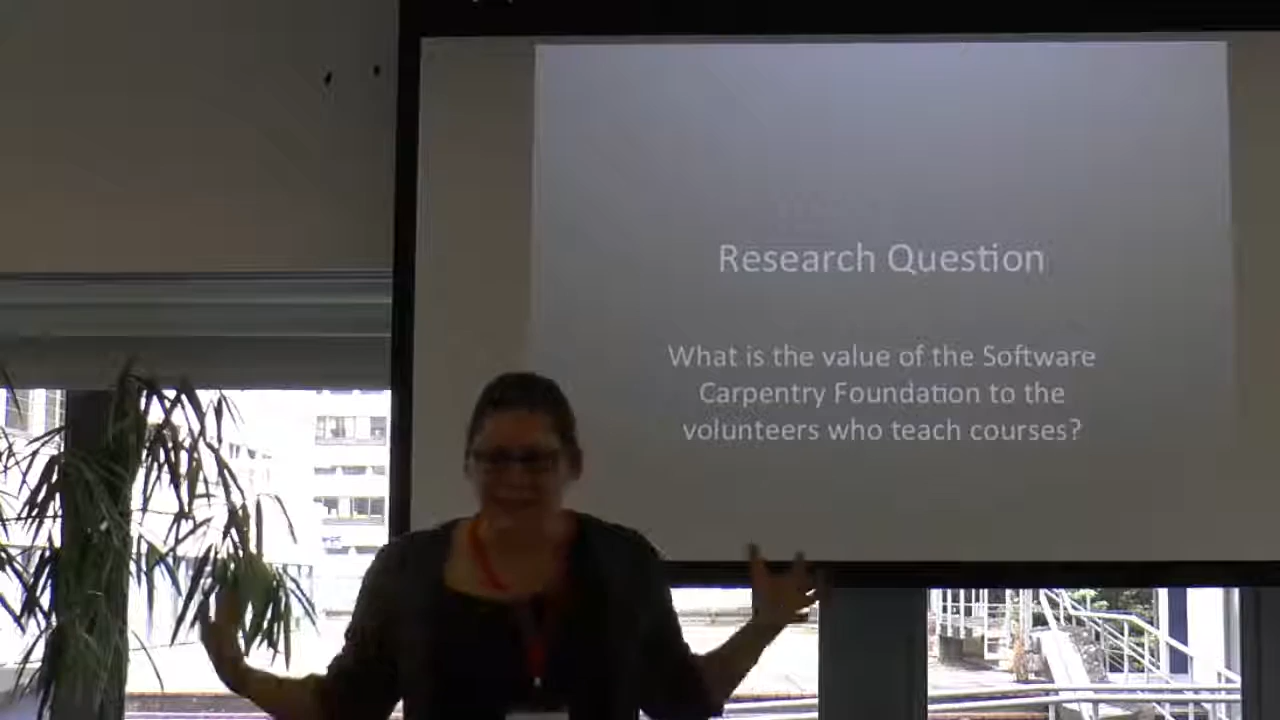 Research Question
What is the value of the Software
Carpentry Foundation to the
volunteers who teach courses?